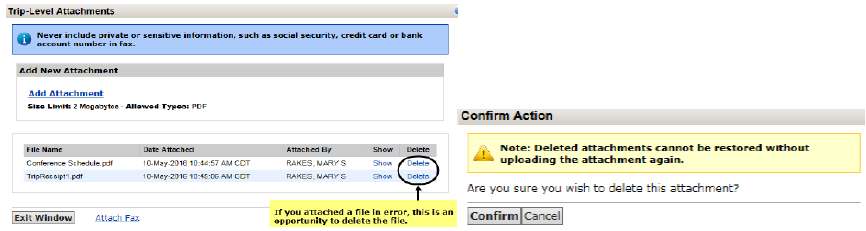 Trip-Level Attachments
Never include private or sensitive information, such as social security, credit card or bank
account number in fax.
Add New Attachment
Add Attachment
Size Limit: 2 Megabytes - Allowed Types: PDF
File Name Date Attached Attached By Show Delete
Conference Schedule.pdf 10-May-2016 10:44:57 AM CDT RAKES, MARY S Show Delete
TripReceipt1.pdf 10-May-2016 10:45:06 AM CDT RAKES, MARY S Show Delete
If you attached a file in error, this is an
opportunity to delete the file.
Exit Window Attach Fax
Confirm Action
Note: Deleted attachments cannot be restored without
uploading the attachment again.
Are you sure you wish to delete this attachment?
Confirm Cancel